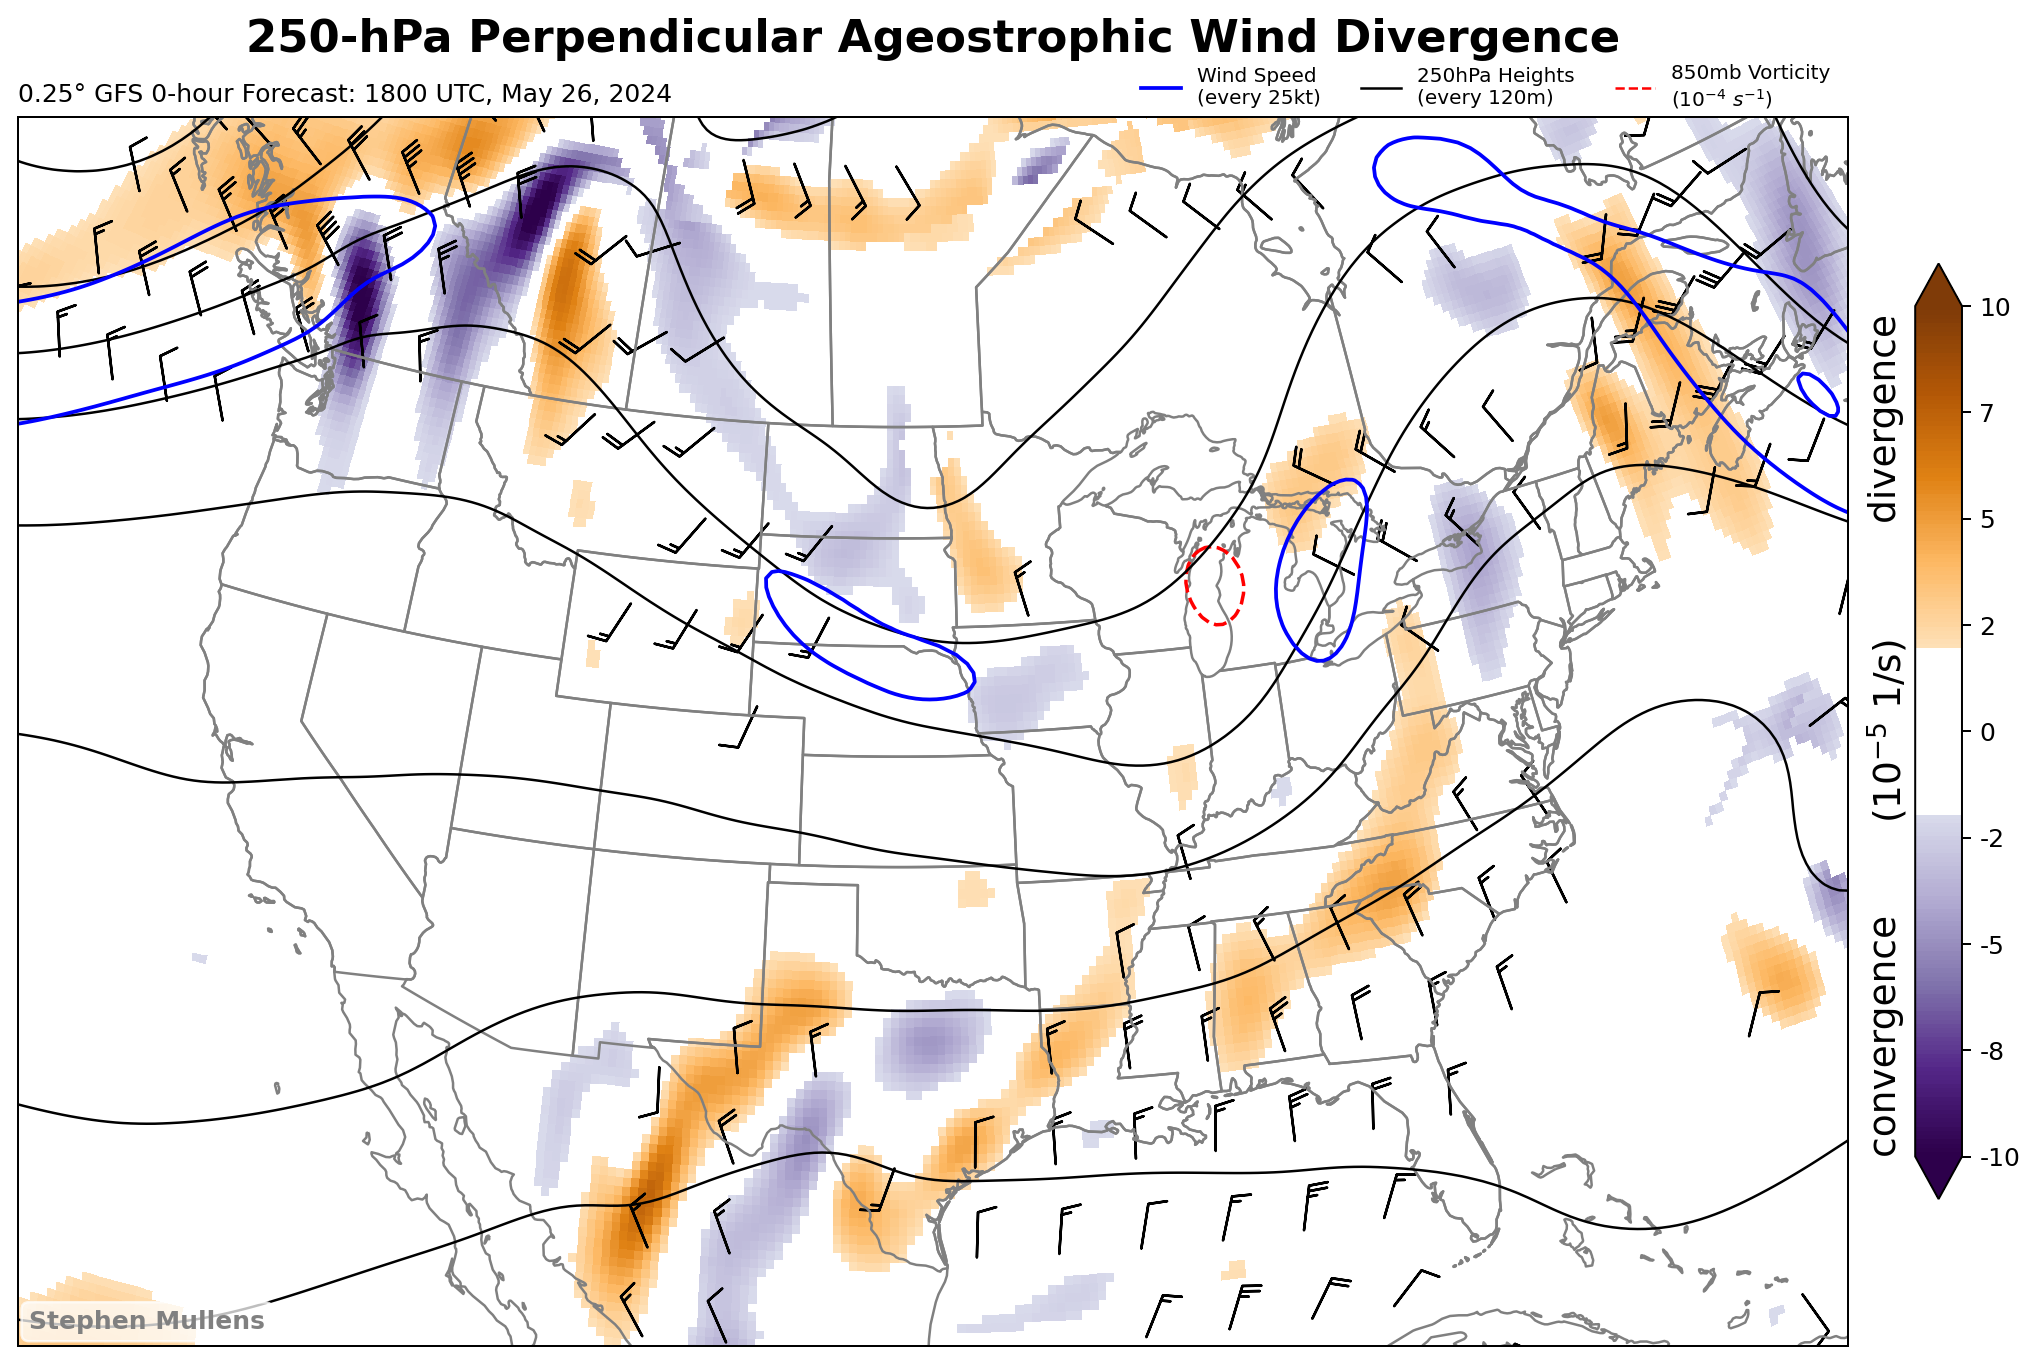 250-hPa Perpendicular Ageostrophic Wind Divergence
0.25° GFS 0-hour Forecast: 1800 UTC, May 26, 2024
Wind Speed
(every 25kt)
250hPa Heights
(every 120m)
850mb Vorticity
(10⁻⁴ s⁻¹)
10
7
5
2
0
-2
-5
-8
-10
convergence (10⁻⁵ 1/s) divergence
Stephen Mullens